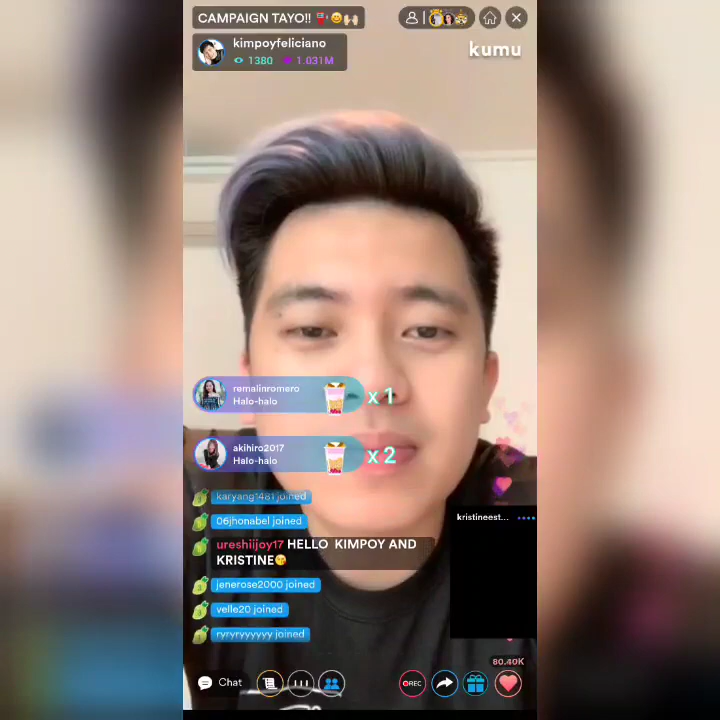 CAMPAIGN TAYO!!
kimpoyfeliciano
1380 1.031M
kumu
remalinromero
Halo-halo
x 1
akihiro2017
Halo-halo
x 2
karyang1481 joined
06jhonabel joined
ureshiijoy17 HELLO KIMPOY AND
KRISTINE
kristineest...
jenerose2000 joined
velle20 joined
ryryryyyyyy joined
80.40K
Chat
REC